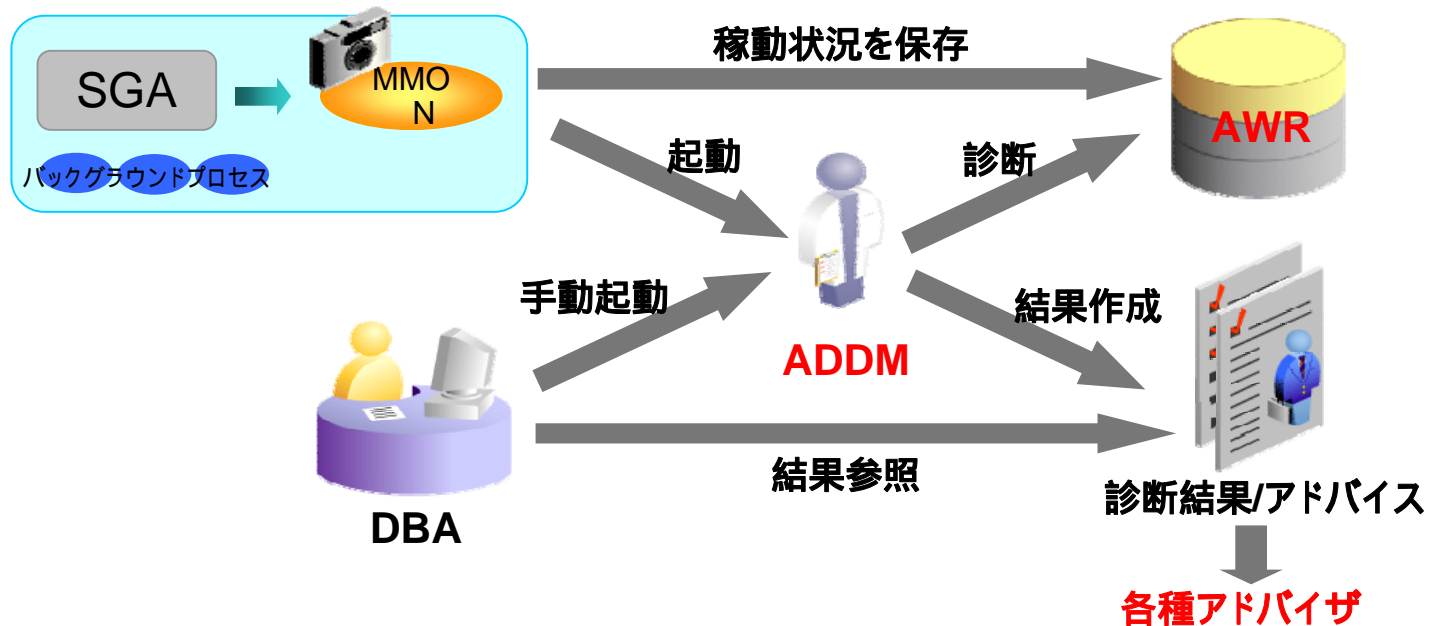 稼動状況を保存
SGA
MMO
N
AWR
バックグラウンドプロセス
起動
診断
手動起動
結果作成
ADDM
結果参照
診断結果/アドバイス
DBA
各種アドバイザ